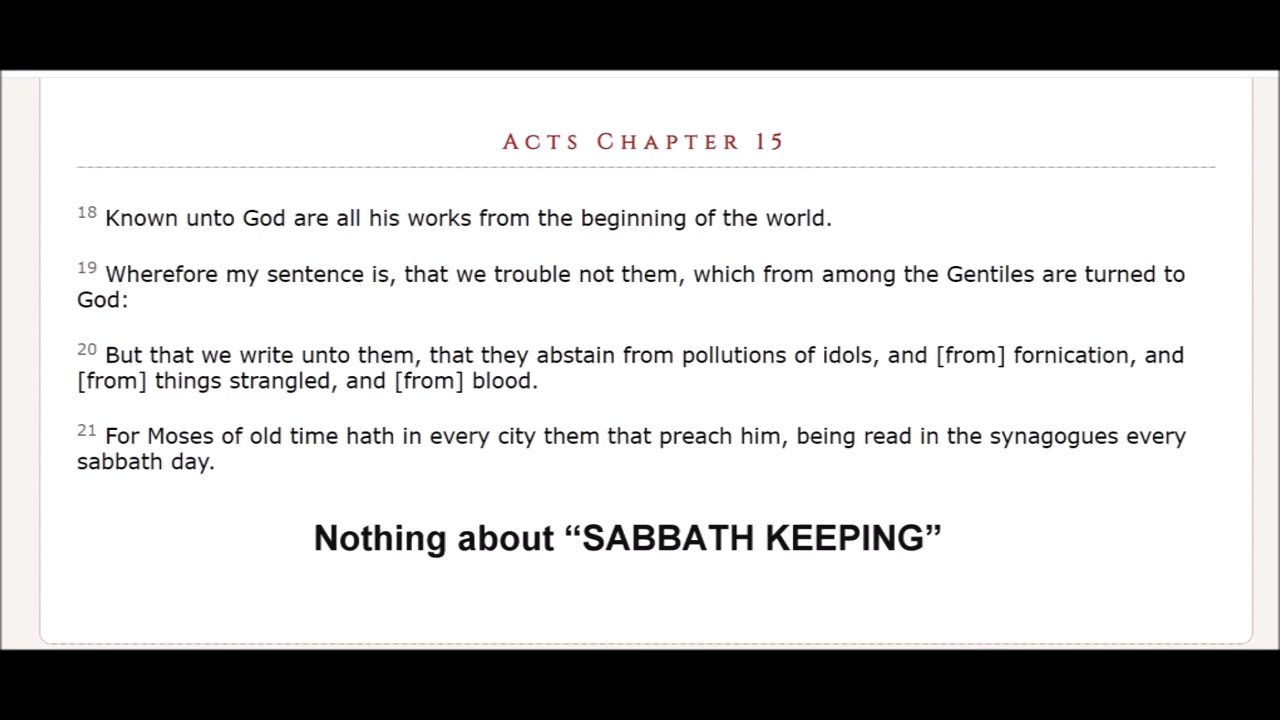 Acts Chapter 15
18 Known unto God are all his works from the beginning of the world.
19 Wherefore my sentence is, that we trouble not them, which from among the Gentiles are turned to
God:
20 But that we write unto them, that they abstain from pollutions of idols, and [from] fornication, and
[from] things strangled, and [from] blood.
21 For Moses of old time hath in every city them that preach him, being read in the synagogues every
sabbath day.
Nothing about “SABBATH KEEPING”